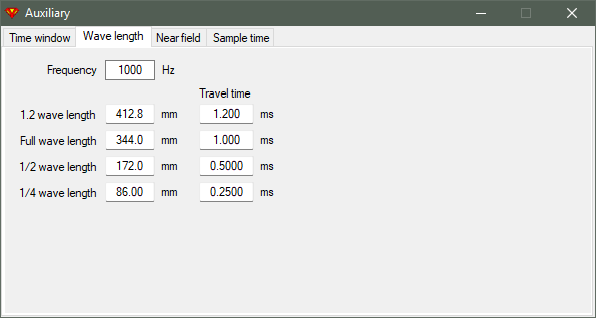 Auxiliary
Time window Wave length Near field Sample time
Frequency 1000 Hz
Travel time
1.2 wave length 412.8 mm 1.200 ms
Full wave length 344.0 mm 1.000 ms
1/2 wave length 172.0 mm 0.5000 ms
1/4 wave length 86.00 mm 0.2500 ms